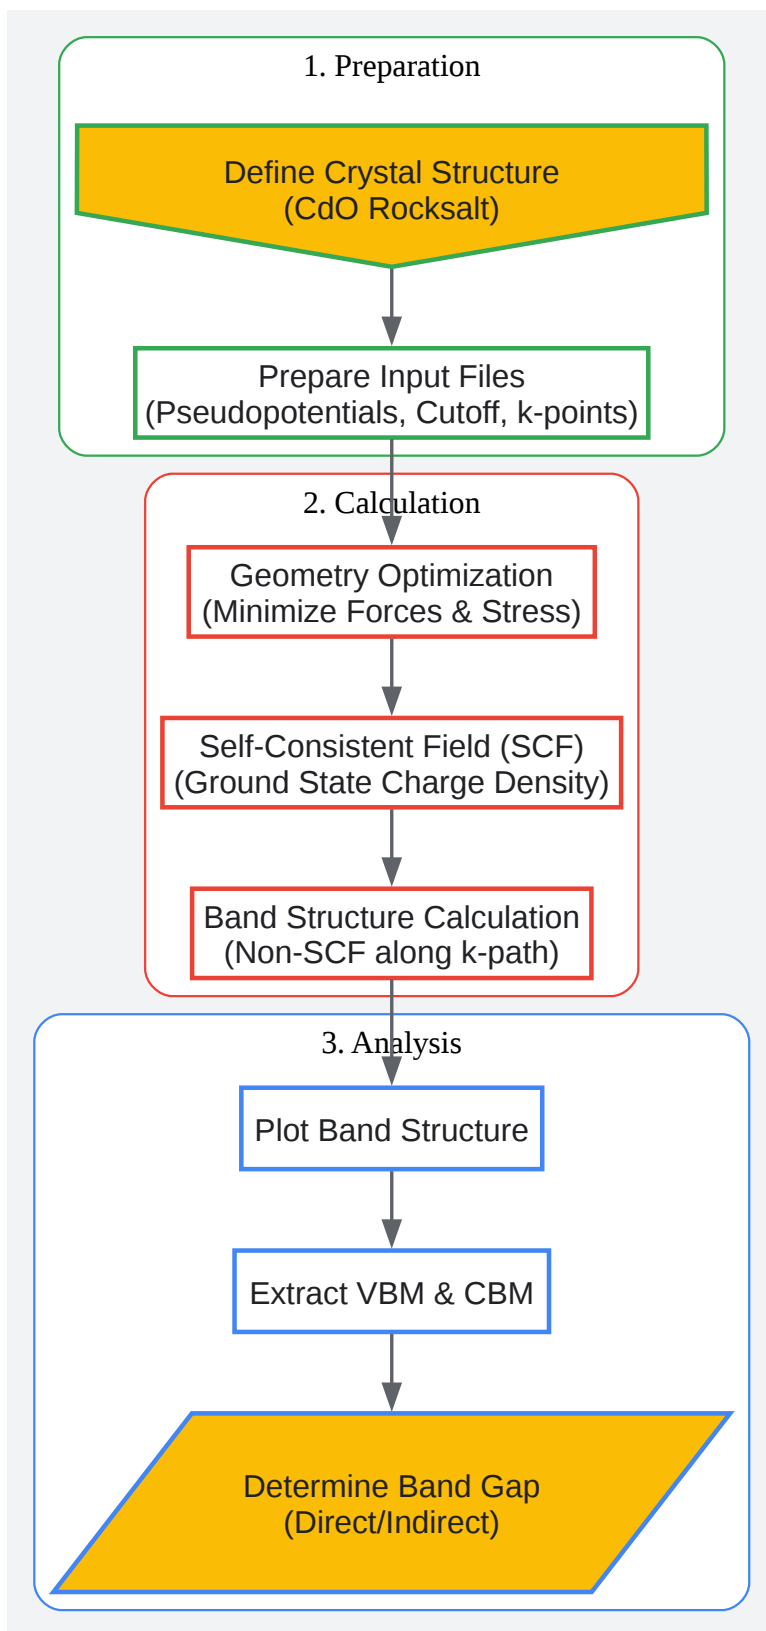 1. Preparation
Define Crystal Structure
(CdO Rocksalt)
Prepare Input Files
(Pseudopotentials, Cutoff, k-points)
2. Calculation
Geometry Optimization
(Minimize Forces & Stress)
Self-Consistent Field (SCF)
(Ground State Charge Density)
Band Structure Calculation
(Non-SCF along k-path)
3. Analysis
Plot Band Structure
Extract VBM & CBM
Determine Band Gap
(Direct/Indirect)